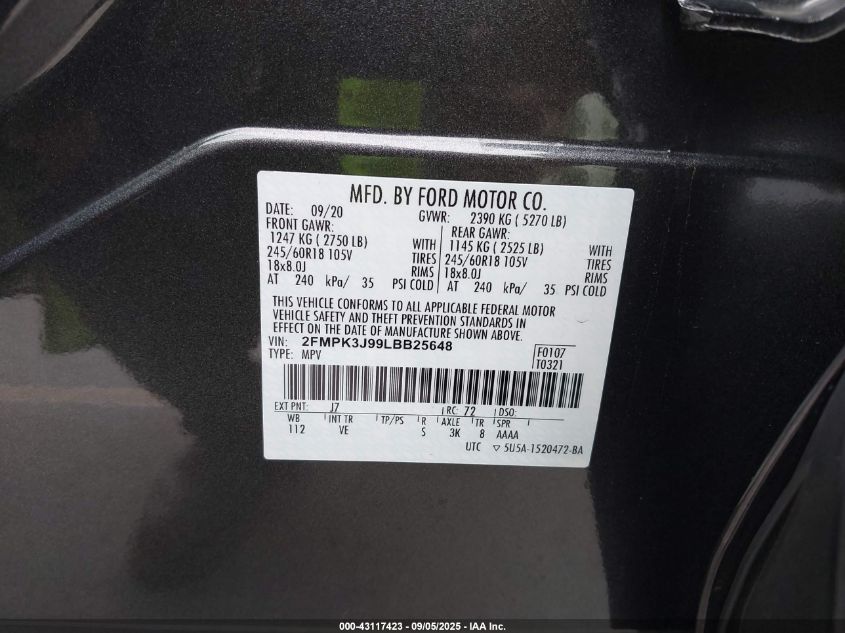 MFD. BY FORD MOTOR CO.
DATE: 09/20 GVWR: 2390 KG ( 5270 LB)
FRONT GAWR: REAR GAWR:
1247 KG ( 2750 LB) WITH 1145 KG ( 2525 LB) WITH
245/60R18 105V TIRES 245/60R18 105V TIRES
18x8.0J RIMS 18x8.0J RIMS
AT 240 kPa/ 35 PSI COLD AT 240 kPa/ 35 PSI COLD
THIS VEHICLE CONFORMS TO ALL APPLICABLE FEDERAL MOTOR
VEHICLE SAFETY AND THEFT PREVENTION STANDARDS IN
EFFECT ON THE DATE OF MANUFACTURE SHOWN ABOVE.
VIN: 2FMPK3J99LBB25648 F0107
TYPE: MPV T0321
EXT PNT: J7 RC: 72 DSO:
WB INT TR TP/PS R AXLE TR SPR
112 VE S 3K 8 AAAA
UTC ▽ 5U5A-1520472-BA
000-43117423 - 09/05/2025 - IAA Inc.